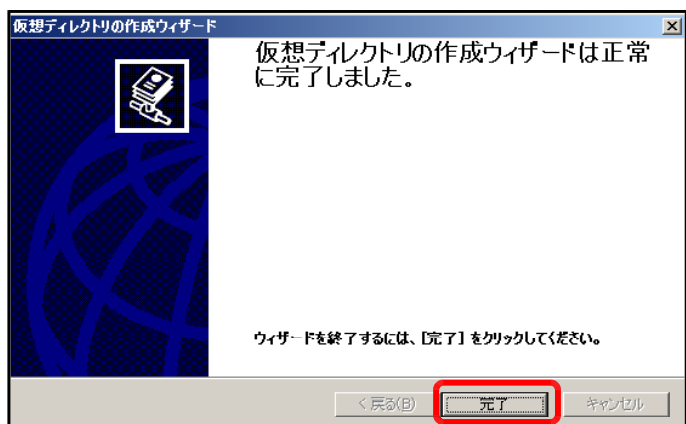 仮想ディレクトリの作成ウィザード
仮想ディレクトリの作成ウィザードは正常
に完了しました。
ウィザードを終了するには、[完了] をクリックしてください。
< 戻る(B)
完了
キャンセル